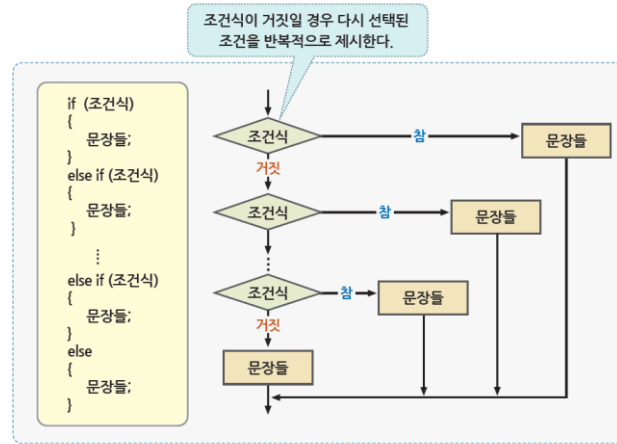 조건식이 거짓일 경우 다시 선택된
조건을 반복적으로 제시한다.
if (조건식)
{
문장들;
}
else if (조건식)
{
문장들;
}
⋮
else if (조건식)
{
문장들;
}
else
{
문장들;
}
조건식
참
문장들
거짓
조건식
참
문장들
조건식
참
문장들
거짓
문장들